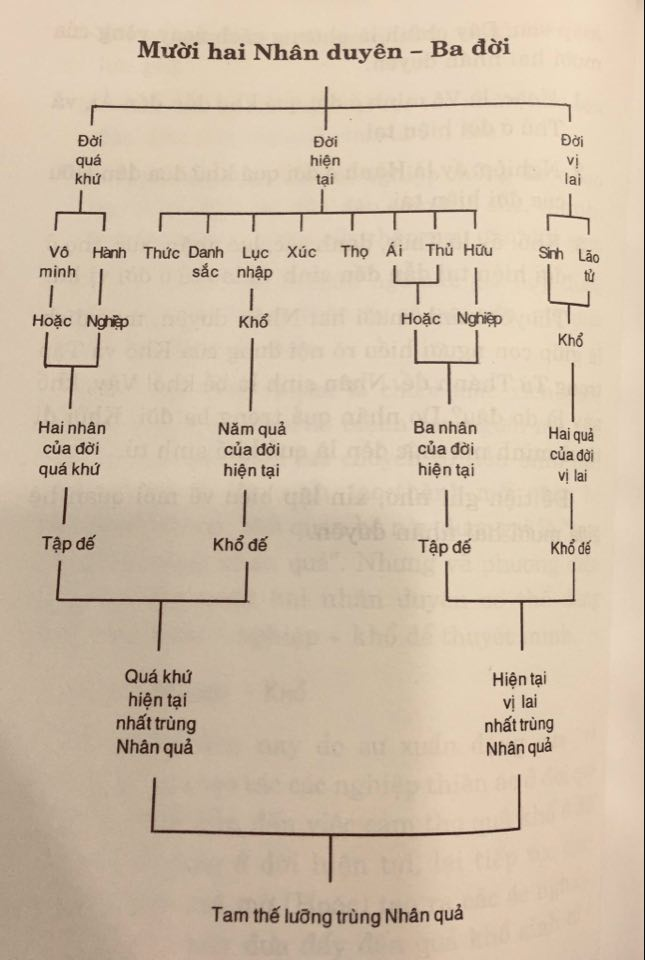 Mười hai Nhân duyên – Ba đời
Đời
quá
khứ
Đời
hiện
tại
Đời
vị
lai
Vô
minh
Hành
Thức
Danh
sắc
Lục
nhập
Xúc
Thọ
Ái
Thủ
Hữu
Sinh
Lão
tử
Hoặc
Nghiệp
Khổ
Hoặc
Nghiệp
Khổ
Hai nhân
của đời
quá khứ
Năm quả
của đời
hiện tại
Ba nhân
của đời
hiện tại
Hai quả
của đời
vị lai
Tập đế
Khổ đế
Tập đế
Khổ đế
Quá khứ
hiện tại
nhất trùng
Nhân quả
Hiện tại
vị lai
nhất trùng
Nhân quả
Tam thế lưỡng trùng Nhân quả